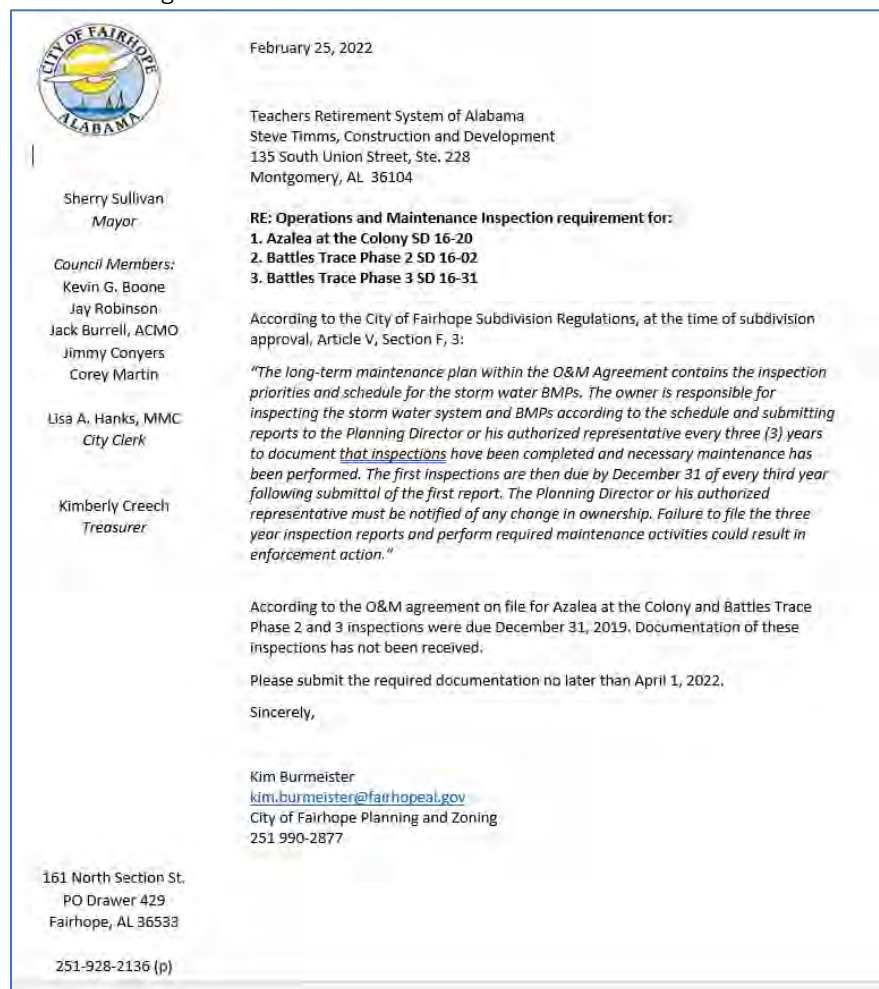 CITY OF FAIRHOPE
ALABAMA
Sherry Sullivan
Mayor
Council Members:
Kevin G. Boone
Jay Robinson
Jack Burrell, ACMO
Jimmy Conyers
Corey Martin
Lisa A. Hanks, MMC
City Clerk
Kimberly Creech
Treasurer
161 North Section St.
PO Drawer 429
Fairhope, AL 36533
251-928-2136 (p)
February 25, 2022
Teachers Retirement System of Alabama
Steve Timms, Construction and Development
135 South Union Street, Ste. 228
Montgomery, AL 36104
RE: Operations and Maintenance Inspection requirement for:
1. Azalea at the Colony SD 16-20
2. Battles Trace Phase 2 SD 16-02
3. Battles Trace Phase 3 SD 16-31
According to the City of Fairhope Subdivision Regulations, at the time of subdivision
approval, Article V, Section F, 3:
"The long-term maintenance plan within the O&M Agreement contains the inspection
priorities and schedule for the storm water BMPs. The owner is responsible for
inspecting the storm water system and BMPs according to the schedule and submitting
reports to the Planning Director or his authorized representative every three (3) years
to document that inspections have been completed and necessary maintenance has
been performed. The first inspections are then due by December 31 of every third year
following submittal of the first report. The Planning Director or his authorized
representative must be notified of any change in ownership. Failure to file the three
year inspection reports and perform required maintenance activities could result in
enforcement action."
According to the O&M agreement on file for Azalea at the Colony and Battles Trace
Phase 2 and 3 inspections were due December 31, 2019. Documentation of these
inspections has not been received.
Please submit the required documentation no later than April 1, 2022.
Sincerely,
Kim Burmeister
kim.burmeister@fairhopeal.gov
City of Fairhope Planning and Zoning
251 990-2877